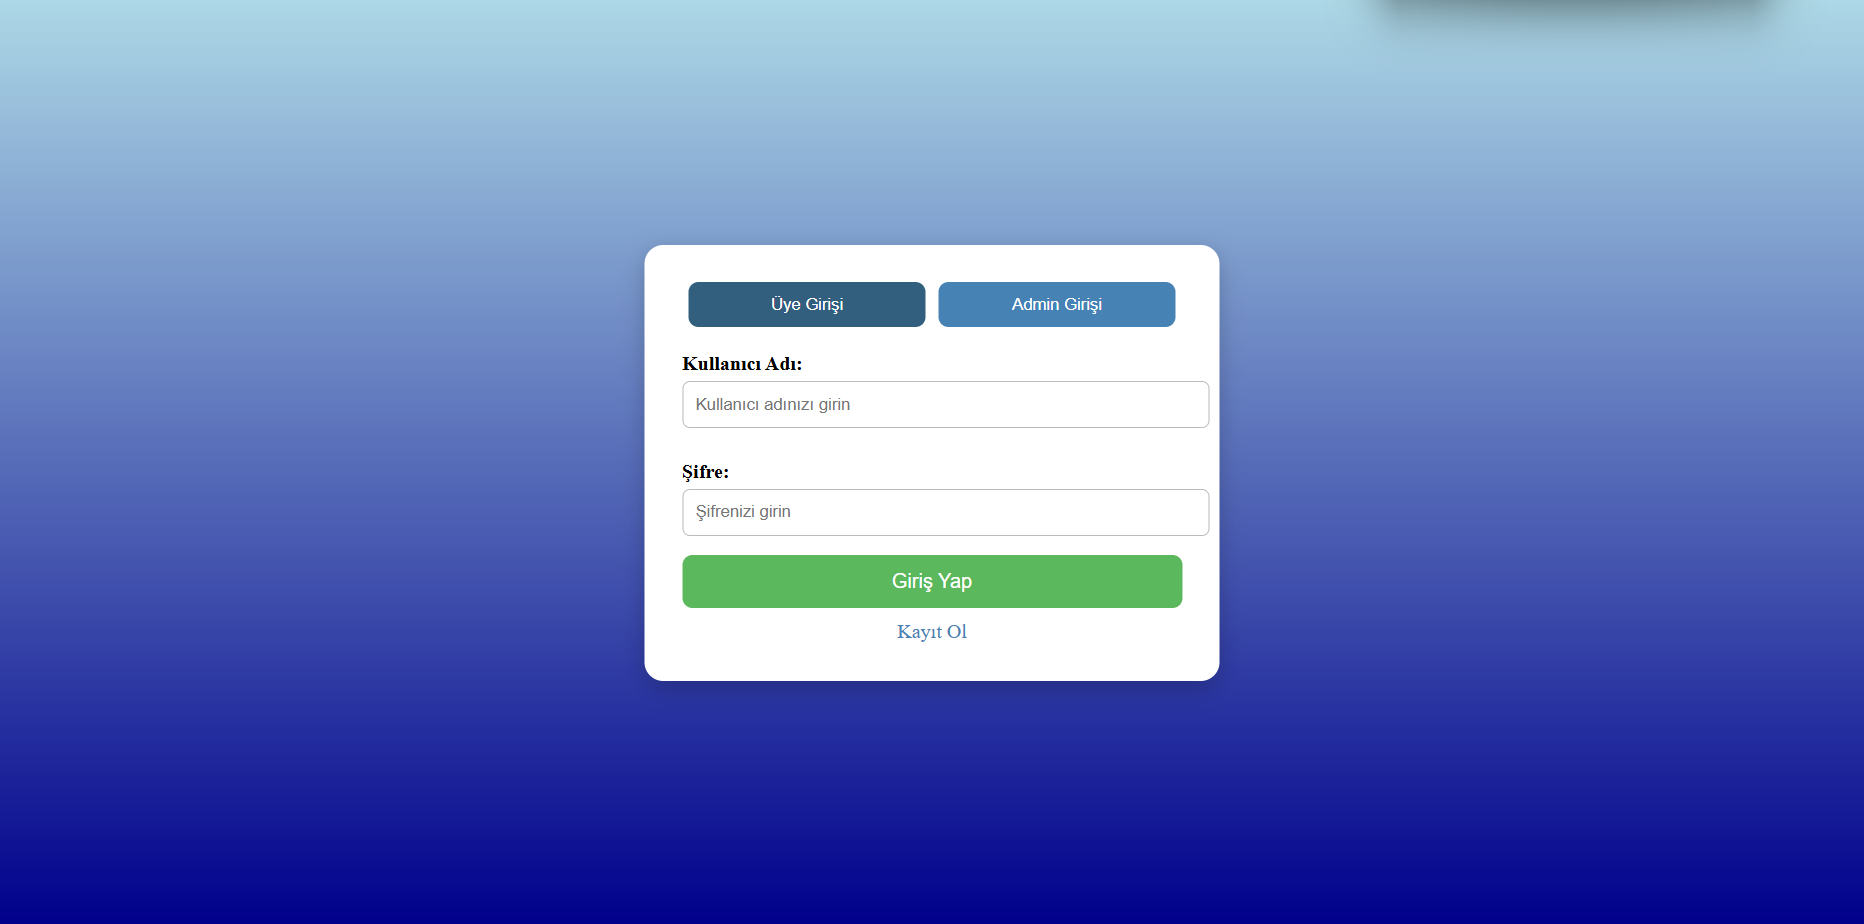 Üye Girişi
Admin Girişi
Kullanıcı Adı:
Kullanıcı adınızı girin
Şifre:
Şifrenizi girin
Giriş Yap
Kayıt Ol